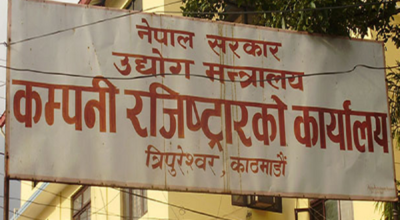 नेपाल सरकार
उद्योग मन्त्रालय
कम्पनी रजिष्ट्रारको कार्यालय
त्रिपुरेश्वर, काठमाडौं